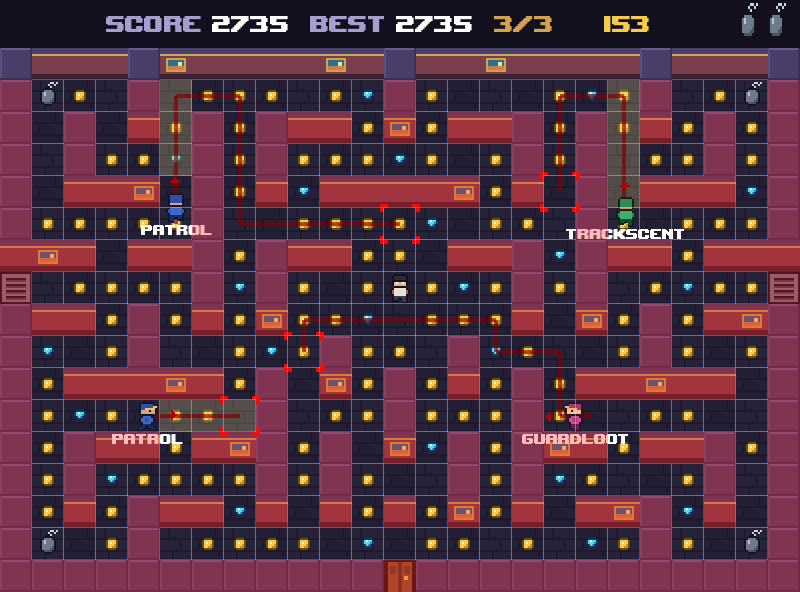 SCORE 2735 BEST 2735 3/3 153
PATROL
TRACKSCENT
PATROL
GUARDLOOT